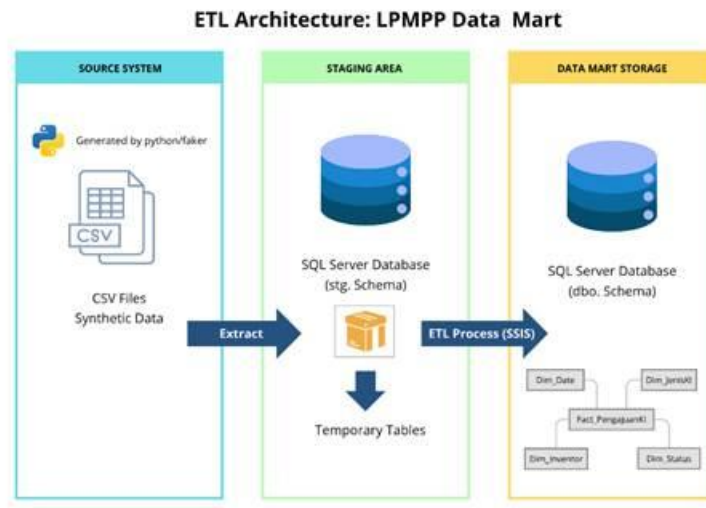 ETL Architecture: LPMPP Data Mart
SOURCE SYSTEM
Generated by python/faker
CSV
CSV Files
Synthetic Data
Extract
STAGING AREA
SQL Server Database
(stg. Schema)
Temporary Tables
ETL Process (SSIS)
DATA MART STORAGE
SQL Server Database
(dbo. Schema)
Dim_Date
Dim_JenisKI
Fact_PengajuanKI
Dim_Inventor
Dim_Status